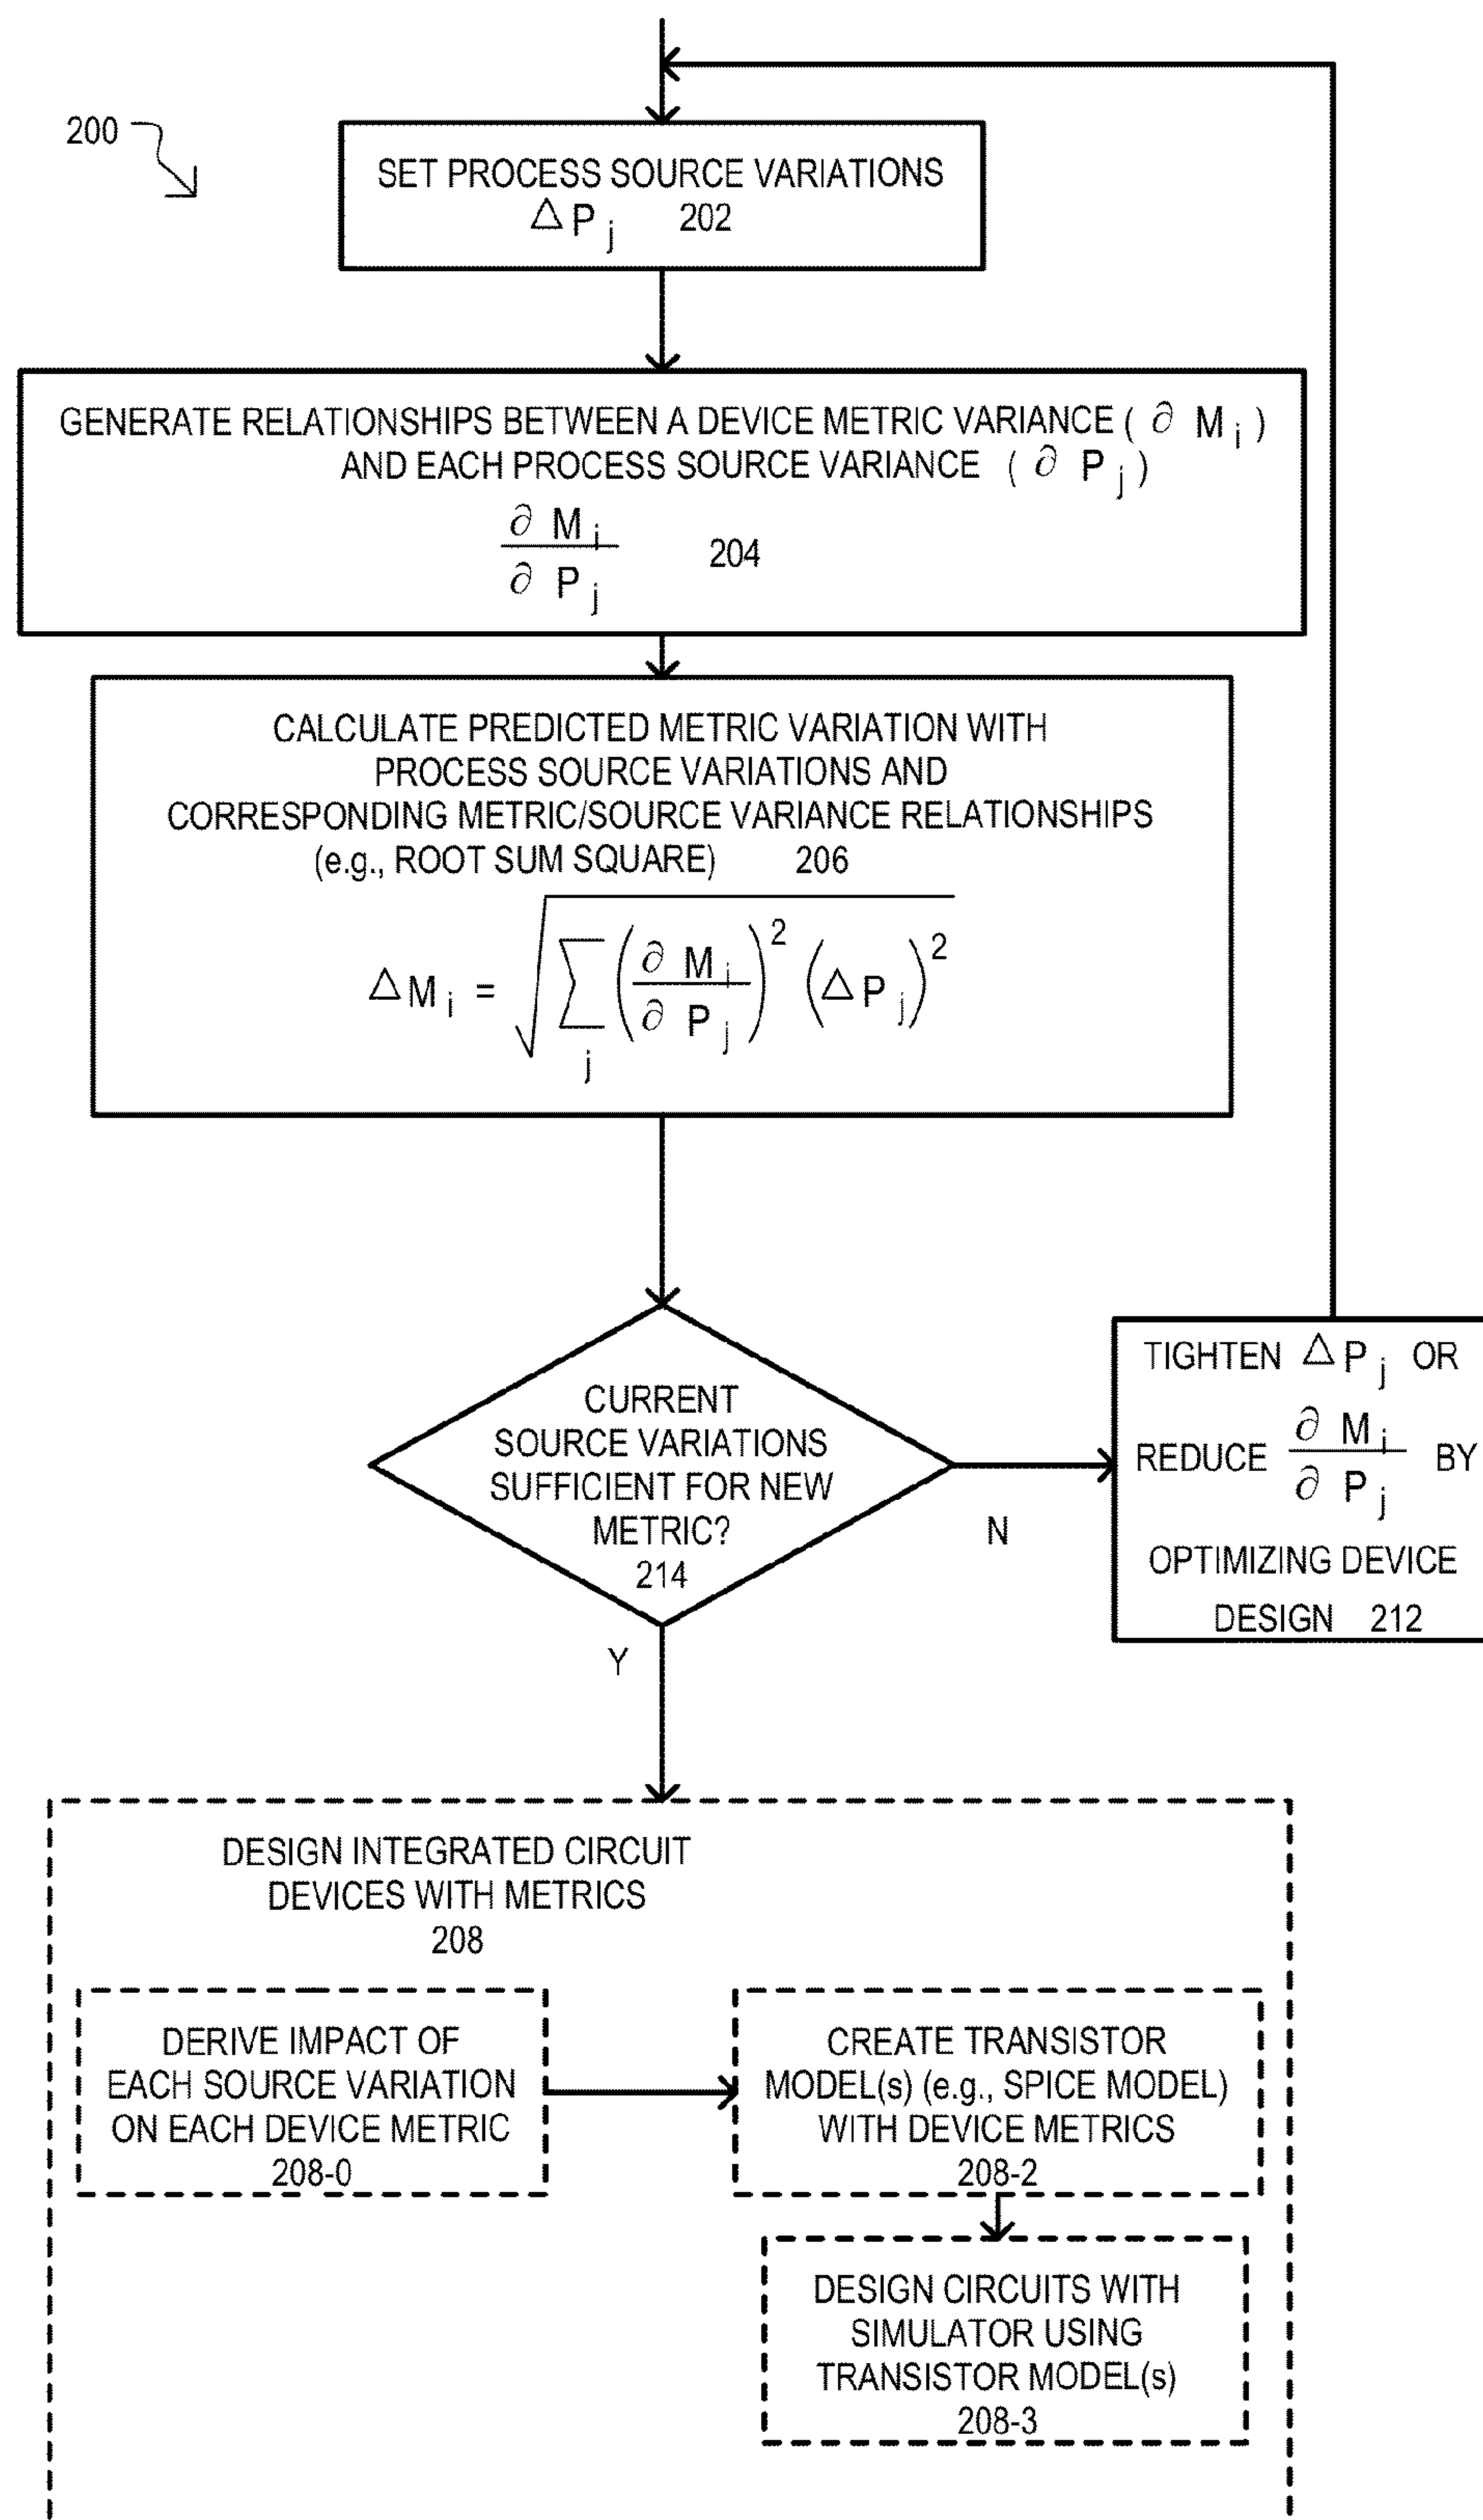 200
SET PROCESS SOURCE VARIATIONS
△ P j 202
GENERATE RELATIONSHIPS BETWEEN A DEVICE METRIC VARIANCE ( ∂ M i )
AND EACH PROCESS SOURCE VARIANCE ( ∂ P j )
∂ M i
204
∂ P j
CALCULATE PREDICTED METRIC VARIATION WITH
PROCESS SOURCE VARIATIONS AND
CORRESPONDING METRIC/SOURCE VARIANCE RELATIONSHIPS
(e.g., ROOT SUM SQUARE) 206
△ M i = √ ∑ j ( ∂ M i / ∂ P j ) 2 ( △ P j ) 2
CURRENT
SOURCE VARIATIONS
SUFFICIENT FOR NEW
METRIC?
214
N
Y
TIGHTEN △ P j OR
REDUCE ∂ M i / ∂ P j BY
OPTIMIZING DEVICE
DESIGN 212
DESIGN INTEGRATED CIRCUIT
DEVICES WITH METRICS
208
DERIVE IMPACT OF
EACH SOURCE VARIATION
ON EACH DEVICE METRIC
208-0
CREATE TRANSISTOR
MODEL(s) (e.g., SPICE MODEL)
WITH DEVICE METRICS
208-2
DESIGN CIRCUITS WITH
SIMULATOR USING
TRANSISTOR MODEL(s)
208-3